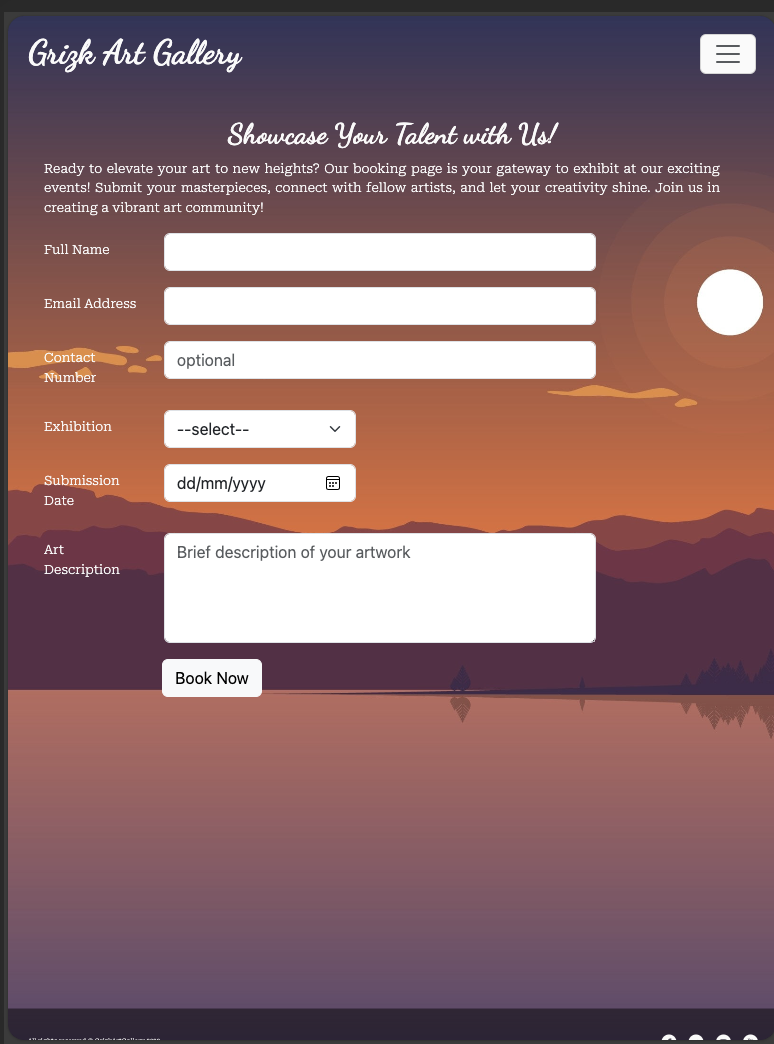 Grizk Art Gallery
Showcase Your Talent with Us!
Ready to elevate your art to new heights? Our booking page is your gateway to exhibit at our exciting
events! Submit your masterpieces, connect with fellow artists, and let your creativity shine. Join us in
creating a vibrant art community!
Full Name
Email Address
Contact
Number
optional
Exhibition
--select--
Submission
Date
dd/mm/yyyy
Art
Description
Brief description of your artwork
Book Now